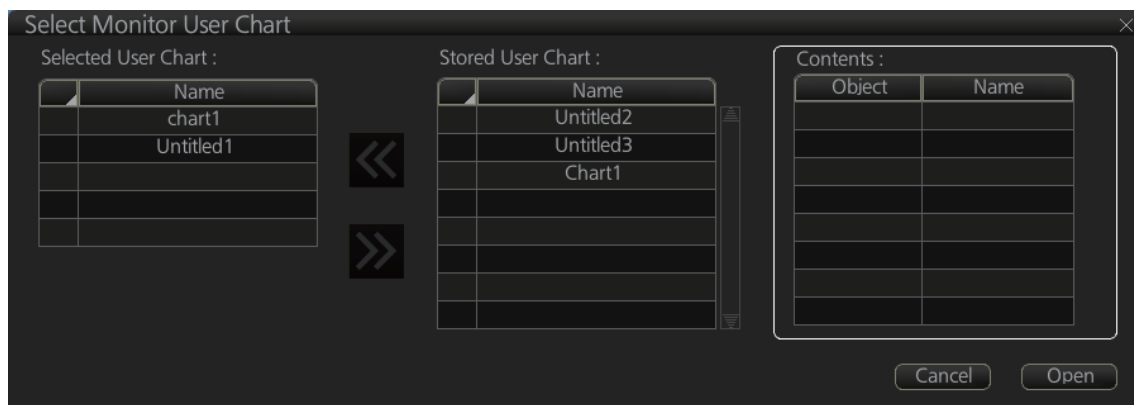 Select Monitor User Chart
Selected User Chart :
Name
chart1
Untitled1
Stored User Chart :
Name
Untitled2
Untitled3
Chart1
Contents :
Object Name
Cancel Open